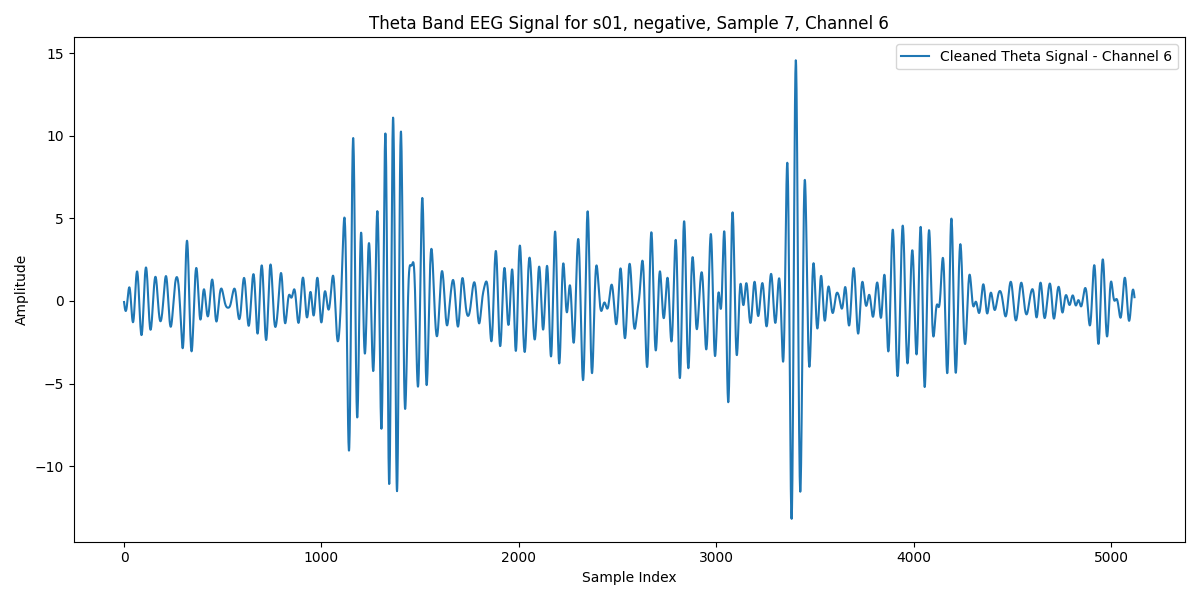 Theta Band EEG Signal for s01, negative, Sample 7, Channel 6
Cleaned Theta Signal - Channel 6
Amplitude
15
10
5
0
−5
−10
0 1000 2000 3000 4000 5000
Sample Index